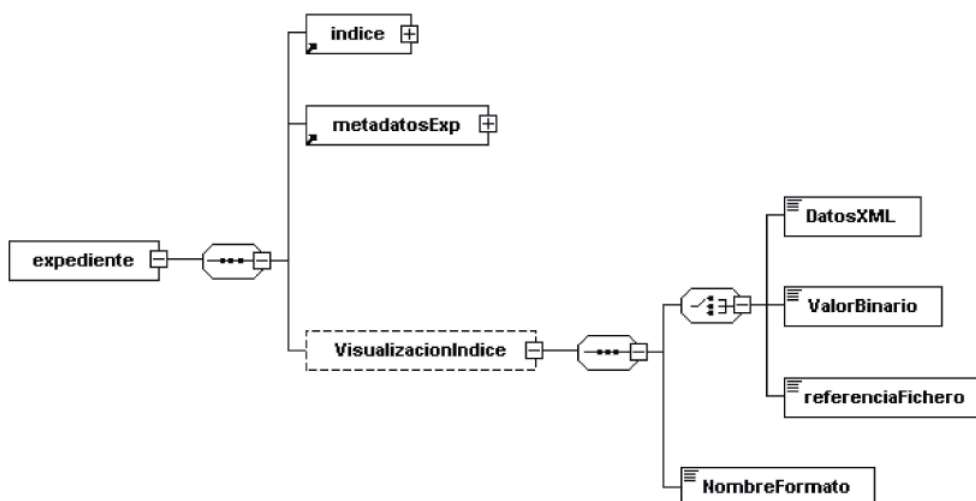 indice
metadatosExp
DatosXML
expediente
ValorBinario
VisualizacionIndice
referenciaFichero
NombreFormato